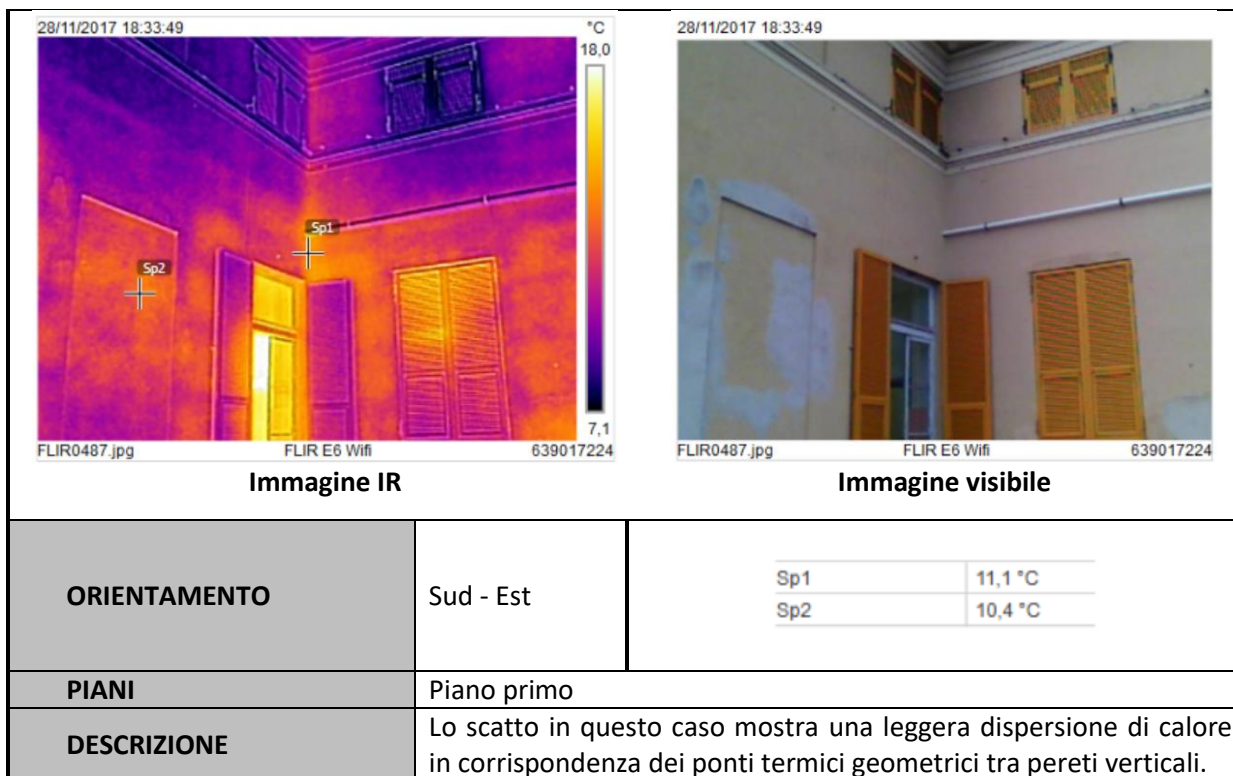 28/11/2017 18:33:49
°C
18,0
Sp1
Sp2
7,1
FLIR0487.jpg FLIR E6 Wifi 639017224
Immagine IR
28/11/2017 18:33:49
FLIR0487.jpg FLIR E6 Wifi 639017224
Immagine visibile
ORIENTAMENTO Sud - Est
Sp1 11,1 °C
Sp2 10,4 °C
PIANI Piano primo
DESCRIZIONE Lo scatto in questo caso mostra una leggera dispersione di calore
in corrispondenza dei ponti termici geometrici tra pereti verticali.